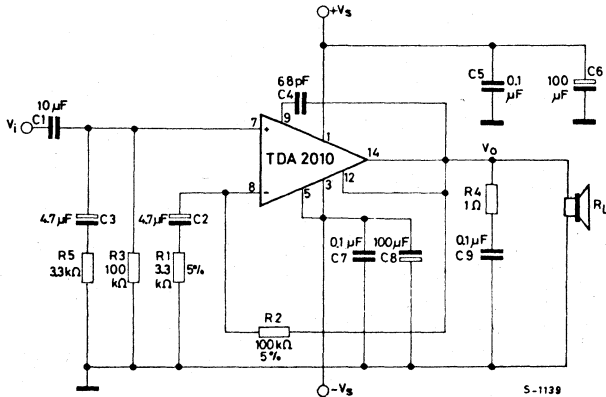 +Vs
C5
0.1
µF
C6
100
µF
68pF
C4
10µF
Vi
C1
7
+
9
1
TDA 2010
14
Vo
12
8
-
5
3
R4
1Ω
RL
4.7µF
C3
4.7µF
C2
0,1µF
C7
100µF
C8
0.1µF
C9
R5
3.3kΩ
R3
100
kΩ
R1
3.3
kΩ
5%
R2
100kΩ
5%
-Vs
S-1139